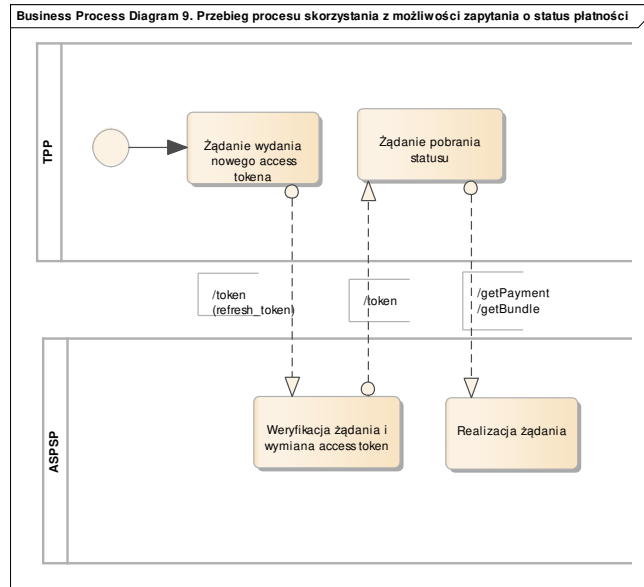 Business Process Diagram 9. Przebieg procesu skorzystania z możliwości zapytania o status płatności
TPP
Żądanie wydania
nowego access
tokena
Żądanie pobrania
statusu
/token
(refresh_token)
/token
/getPayment
/getBundle
ASPSP
Weryfikacja żądania i
wymiana access token
Realizacja żądania